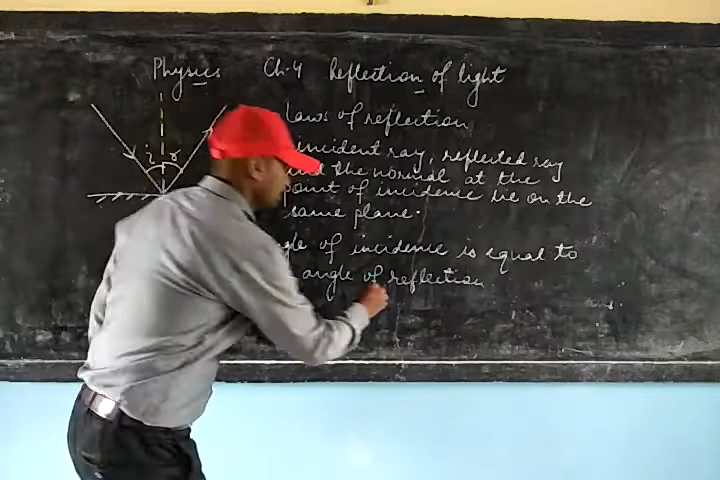 Physics Ch-4 Reflection of light
i r
Laws of reflection
incident ray, reflected ray
the normal at the
point of incidence lie on the
same plane.
of incidence is equal to
angle of reflection